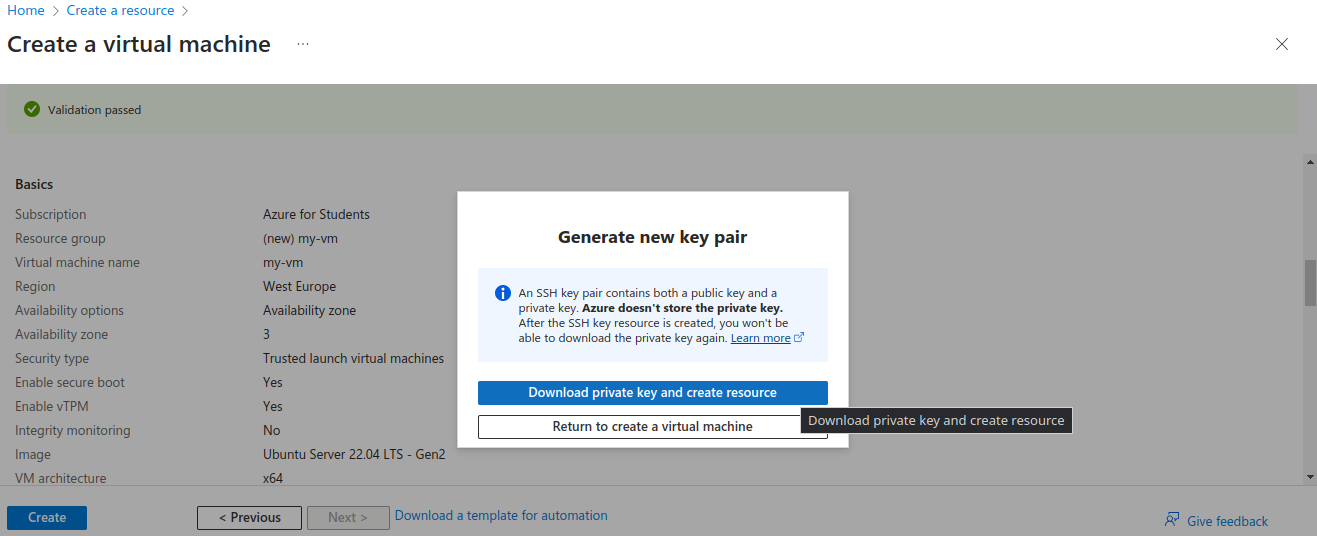 Home > Create a resource >
Create a virtual machine ...
Validation passed
Basics
Subscription Azure for Students
Resource group (new) my-vm
Virtual machine name my-vm
Region West Europe
Availability options Availability zone
Availability zone 3
Security type Trusted launch virtual machines
Enable secure boot Yes
Enable vTPM Yes
Integrity monitoring No
Image Ubuntu Server 22.04 LTS - Gen2
VM architecture x64
Generate new key pair
An SSH key pair contains both a public key and a
private key. Azure doesn't store the private key.
After the SSH key resource is created, you won't be
able to download the private key again. Learn more
Download private key and create resource
Return to create a virtual machine
Download private key and create resource
Create
< Previous
Next >
Download a template for automation
Give feedback